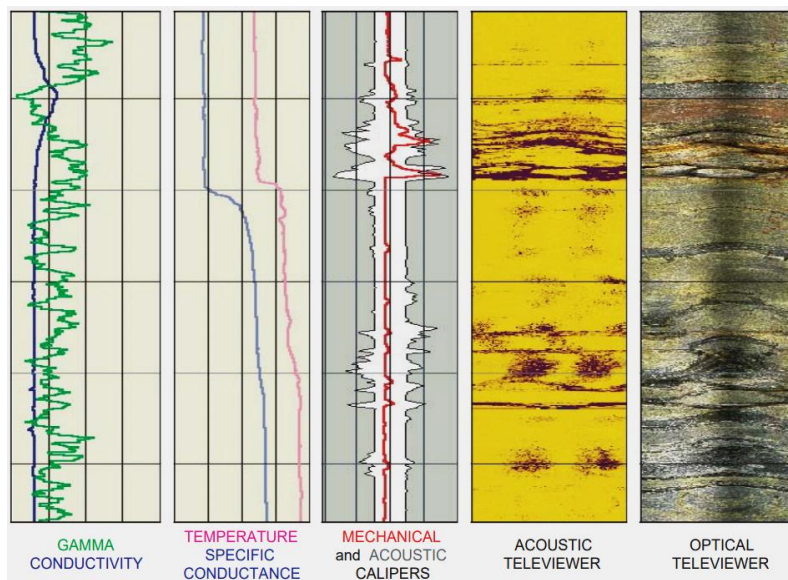 GAMMA
CONDUCTIVITY
TEMPERATURE
SPECIFIC
CONDUCTANCE
MECHANICAL
and ACOUSTIC
CALIPERS
ACOUSTIC
TELEVIEWER
OPTICAL
TELEVIEWER